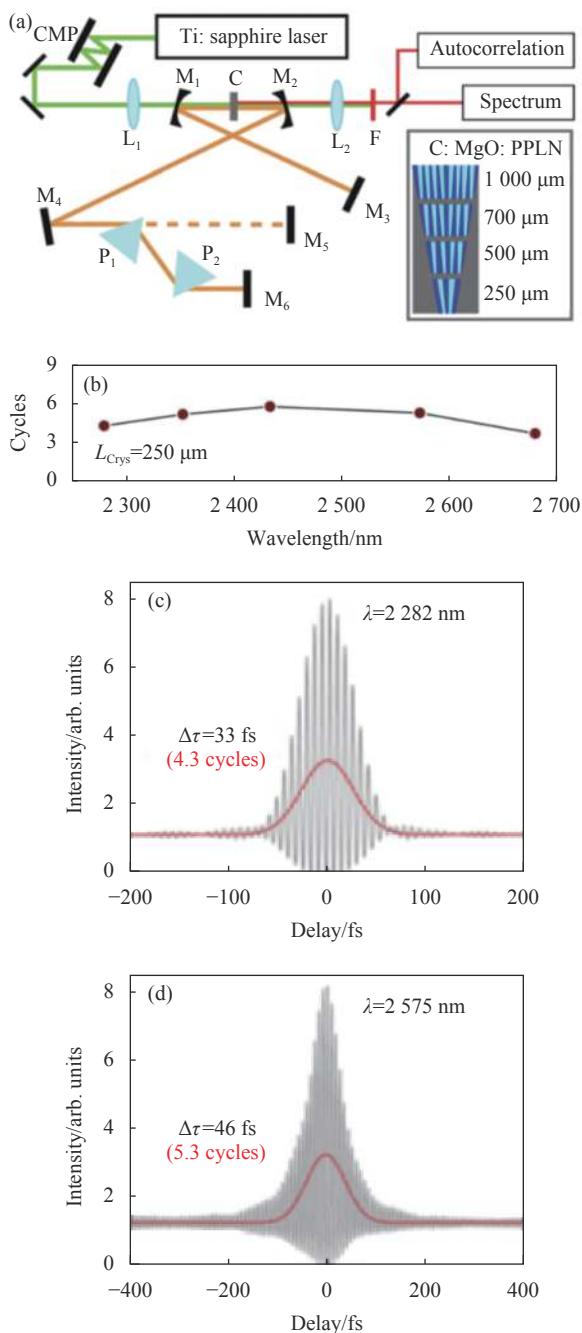 (a)
CMP
Ti: sapphire laser
Autocorrelation
M1
C
M2
Spectrum
L1
L2
F
C: MgO: PPLN
1 000 μm
700 μm
500 μm
250 μm
M4
M3
P1
M5
P2
M6
(b)
9
6
3
0
Cycles
LCrys=250 μm
2 300
2 400
2 500
2 600
2 700
Wavelength/nm
(c)
λ=2 282 nm
8
6
4
2
0
Intensity/arb. units
Δτ=33 fs
(4.3 cycles)
−200
−100
0
100
200
Delay/fs
(d)
λ=2 575 nm
8
6
4
2
0
Intensity/arb. units
Δτ=46 fs
(5.3 cycles)
−400
−200
0
200
400
Delay/fs